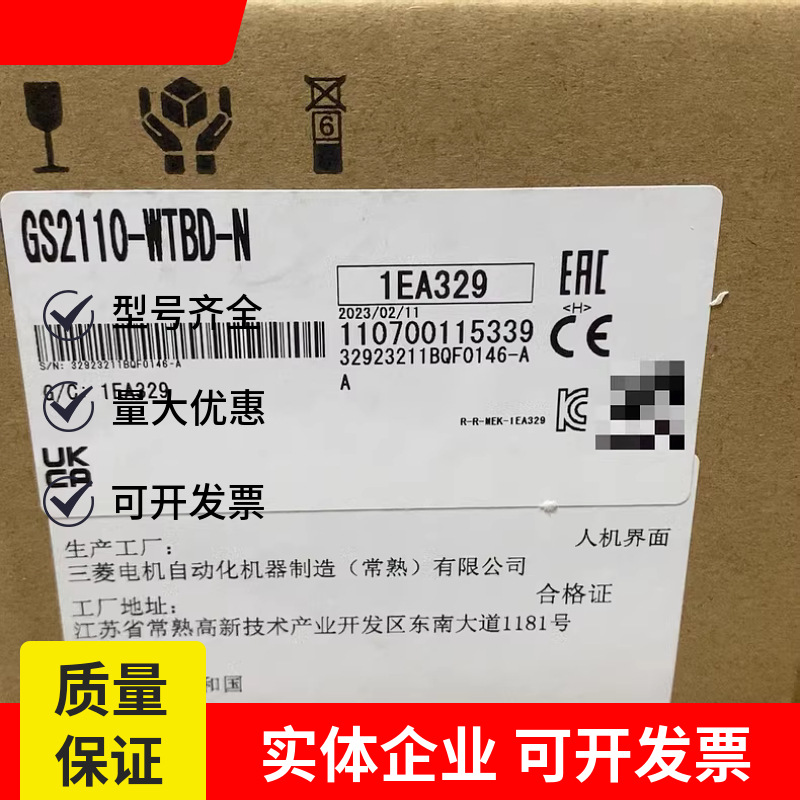 6
GS2110-WTBD-N
1EA329
EAC
<H>
2023/02/11
型号齐全
110700115339
CE
32923211BQF0146-A
S/N: 32923211BQF0146-A
A
G/C: 1EA329
量大优惠
R-R-MEK-1EA329
UK
CA
可开发票
生产工厂:
人机界面
三菱电机自动化机器制造(常熟)有限公司
合格证
工厂地址:
江苏省常熟高新技术产业开发区东南大道1181号
和国
质量
保证
实体企业 可开发票